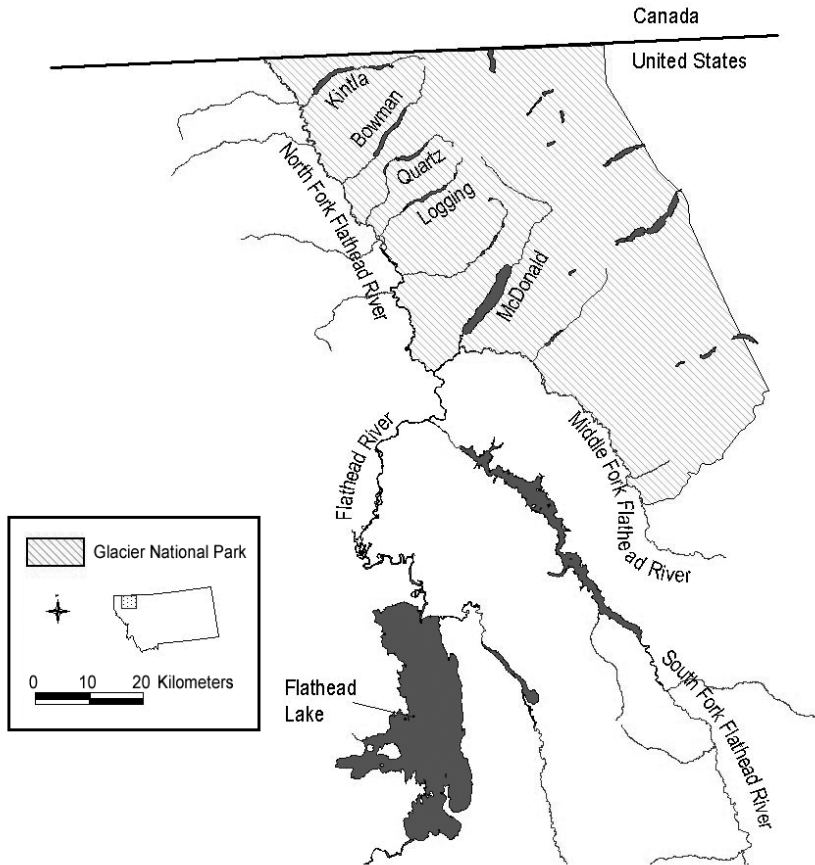 Canada
United States
Kintla
Bowman
Quartz
Logging
McDonald
North Fork Flathead River
Middle Fork Flathead River
Flathead River
South Fork Flathead River
Glacier National Park
0 10 20 Kilometers
Flathead
Lake